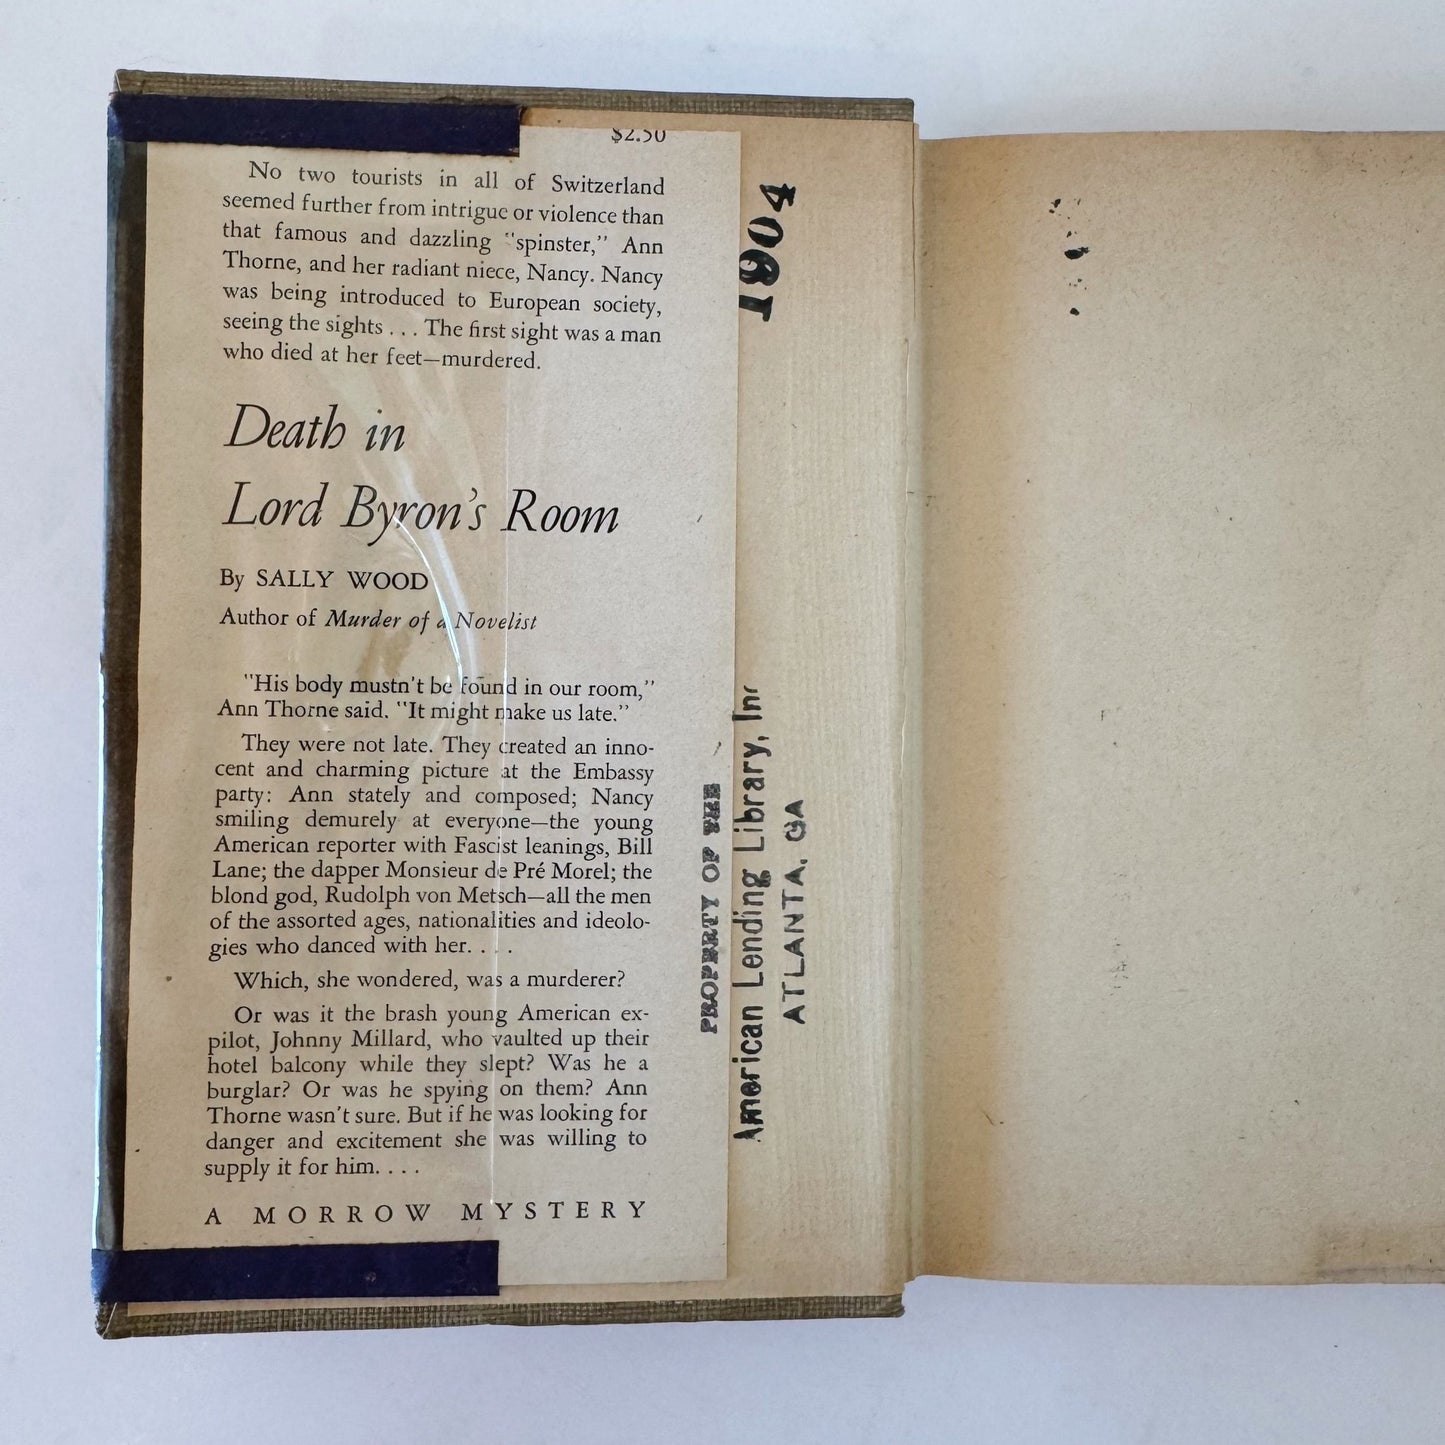 $2.50
No two tourists in all of Switzerland
seemed further from intrigue or violence than
that famous and dazzling "spinster," Ann
Thorne, and her radiant niece, Nancy. Nancy
was being introduced to European society,
seeing the sights . . . The first sight was a man
who died at her feet—murdered.
Death in
Lord Byron's Room
By SALLY WOOD
Author of Murder of a Novelist
"His body mustn't be found in our room,"
Ann Thorne said. "It might make us late."
They were not late. They created an inno-
cent and charming picture at the Embassy
party: Ann stately and composed; Nancy
smiling demurely at everyone—the young
American reporter with Fascist leanings, Bill
Lane; the dapper Monsieur de Pré Morel; the
blond god, Rudolph von Metsch—all the men
of the assorted ages, nationalities and ideolo-
gies who danced with her. . . .
Which, she wondered, was a murderer?
Or was it the brash young American ex-
pilot, Johnny Millard, who vaulted up their
hotel balcony while they slept? Was he a
burglar? Or was he spying on them? Ann
Thorne wasn't sure. But if he was looking for
danger and excitement she was willing to
supply it for him. . . .
A MORROW MYSTERY
1904
PROPERTY OF THE
American Lending Library, Inc
ATLANTA, GA